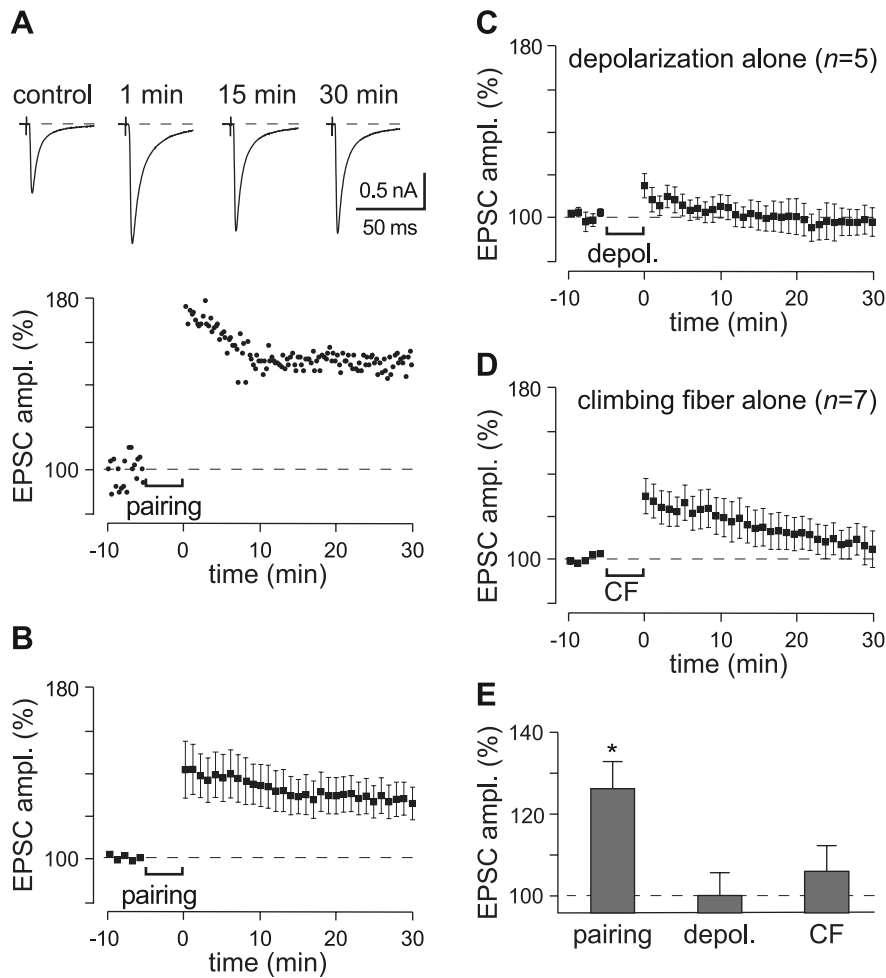 A
control 1 min 15 min 30 min
0.5 nA
50 ms
180
100
EPSC ampl. (%)
pairing
-10 0 10 20 30
time (min)
B
180
100
EPSC ampl. (%)
pairing
-10 0 10 20 30
time (min)
C
180
depolarization alone (n=5)
100
EPSC ampl. (%)
depol.
-10 0 10 20 30
time (min)
D
180
climbing fiber alone (n=7)
100
EPSC ampl. (%)
CF
-10 0 10 20 30
time (min)
E
140
120
100
EPSC ampl. (%)
*
pairing depol. CF